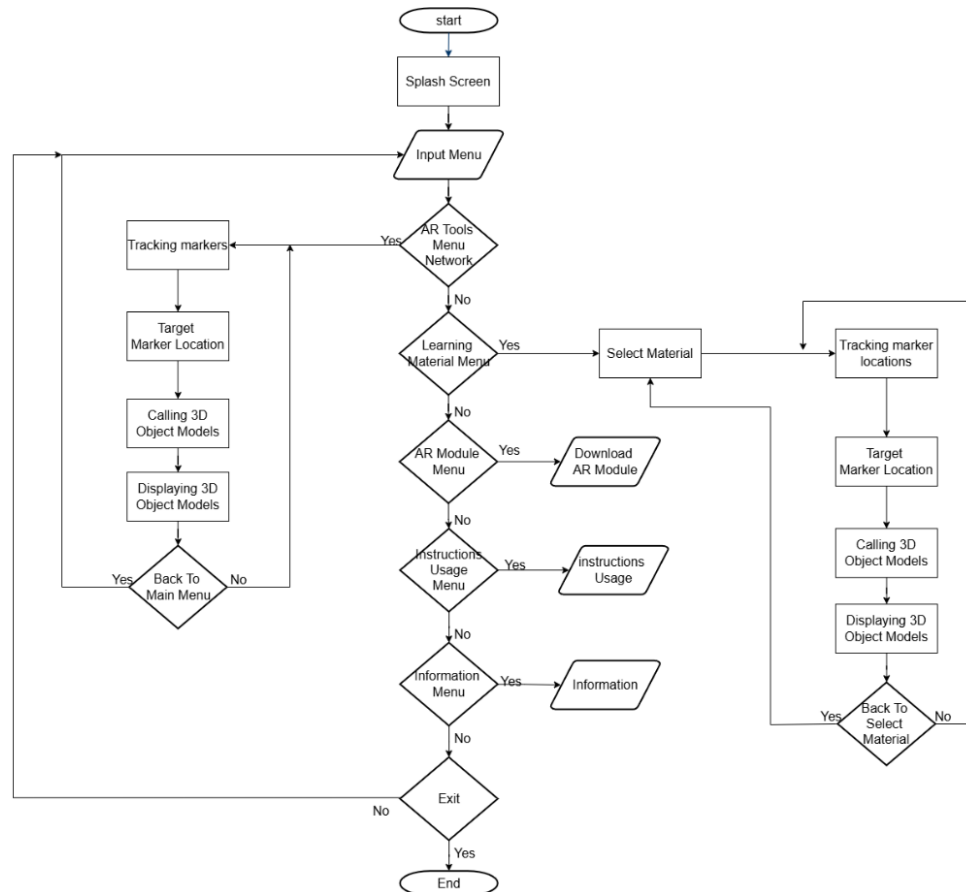 start
Splash Screen
Input Menu
AR Tools
Menu
Network
Yes
Tracking markers
No
Target
Marker Location
Learning
Material Menu
Yes
Select Material
Tracking marker
locations
No
Calling 3D
Object Models
AR Module
Menu
Yes
Download
AR Module
Target
Marker Location
No
Displaying 3D
Object Models
Instructions
Usage
Menu
Yes
instructions
Usage
Calling 3D
Object Models
Yes
Back To
Main Menu
No
No
Displaying 3D
Object Models
Information
Menu
Yes
Information
Yes
Back To
Select
Material
No
No
Exit
No
Yes
End